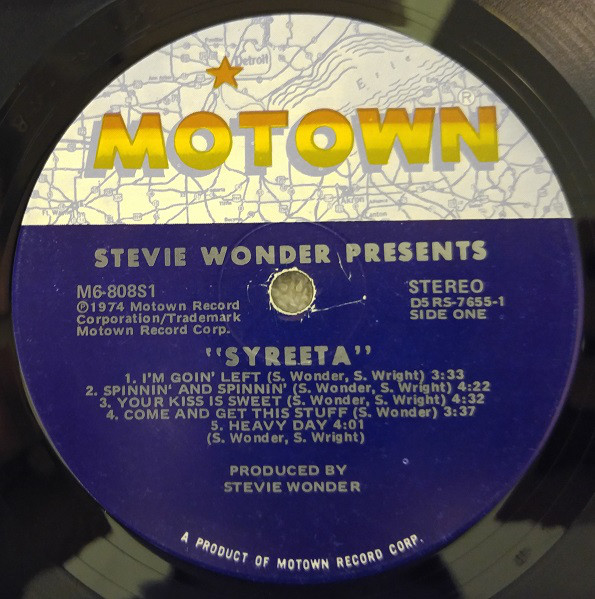 Detroit
Erie
MOTOWN®
Akron
STEVIE WONDER PRESENTS
M6-808S1
℗1974 Motown Record
Corporation/Trademark
Motown Record Corp.
STEREO
D5 RS-7655-1
SIDE ONE
"SYREETA"
1. I'M GOIN' LEFT (S. Wonder, S. Wright) 3:33
2. SPINNIN' AND SPINNIN' (S. Wonder, S. Wright) 4:22
3. YOUR KISS IS SWEET (S. Wonder, S. Wright) 4:32
4. COME AND GET THIS STUFF (S. Wonder) 3:37
5. HEAVY DAY 4:01
(S. Wonder, S. Wright)
PRODUCED BY
STEVIE WONDER
A PRODUCT OF MOTOWN RECORD CORP.